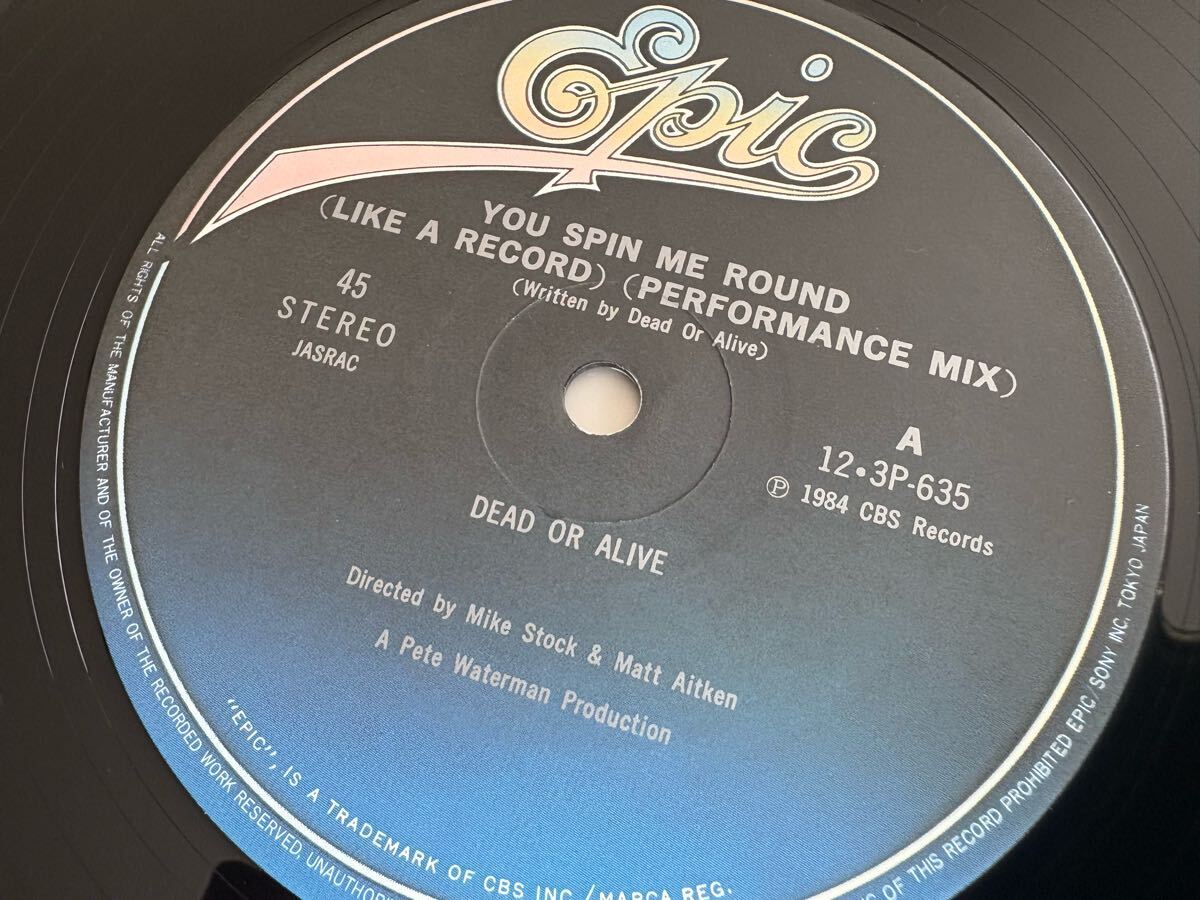 Epic
YOU SPIN ME ROUND
(LIKE A RECORD) (PERFORMANCE MIX)
(Written by Dead Or Alive)
45
STEREO
JASRAC
A
12•3P-635
Ⓟ 1984 CBS Records
DEAD OR ALIVE
Directed by Mike Stock & Matt Aitken
A Pete Waterman Production
"EPIC", IS A TRADEMARK OF CBS INC./MARCA REG.
ALL RIGHTS OF THE MANUFACTURER AND OF THE OWNER OF THE RECORDED WORK RESERVED, UNAUTHORI
OF THIS RECORD PROHIBITED EPIC/SONY INC. TOKYO JAPAN